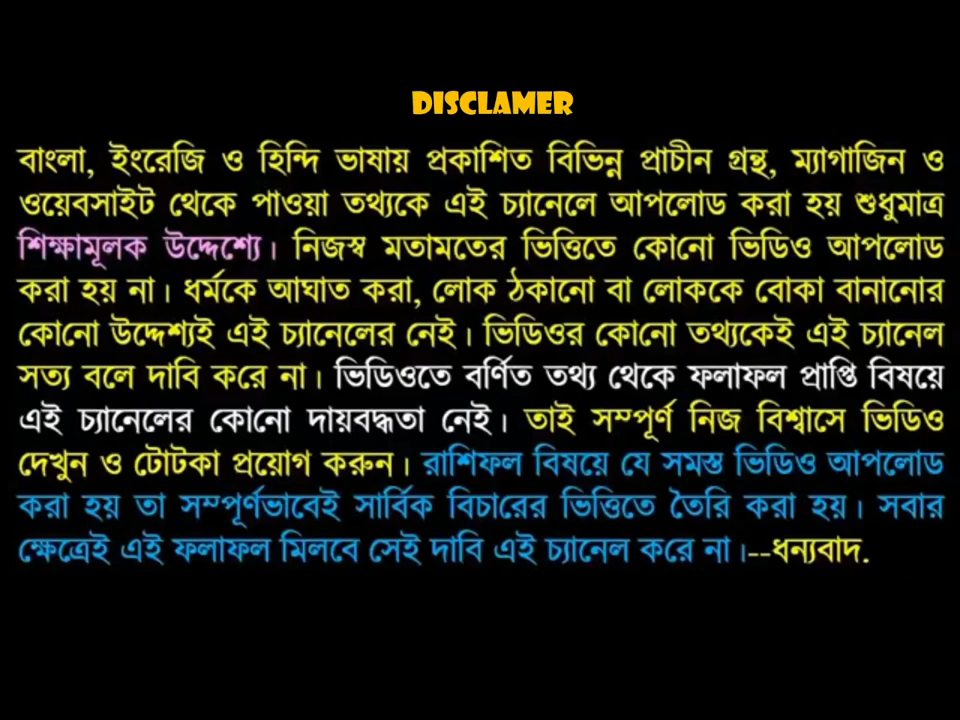 DISCLAMER
বাংলা, ইংরেজি ও হিন্দি ভাষায় প্রকাশিত বিভিন্ন প্রাচীন গ্রন্থ, ম্যাগাজিন ও
ওয়েবসাইট থেকে পাওয়া তথ্যকে এই চ্যানেলে আপলোড করা হয় শুধুমাত্র
শিক্ষামূলক উদ্দেশ্যে। নিজস্ব মতামতের ভিত্তিতে কোনো ভিডিও আপলোড
করা হয় না। ধর্মকে আঘাত করা, লোক ঠকানো বা লোককে বোকা বানানোর
কোনো উদ্দেশ্যই এই চ্যানেলের নেই। ভিডিওর কোনো তথ্যকেই এই চ্যানেল
সত্য বলে দাবি করে না। ভিডিওতে বর্ণিত তথ্য থেকে ফলাফল প্রাপ্তি বিষয়ে
এই চ্যানেলের কোনো দায়বদ্ধতা নেই। তাই সম্পূর্ণ নিজ বিশ্বাসে ভিডিও
দেখুন ও টোটকা প্রয়োগ করুন। রাশিফল বিষয়ে যে সমস্ত ভিডিও আপলোড
করা হয় তা সম্পূর্ণভাবেই সার্বিক বিচারের ভিত্তিতে তৈরি করা হয়। সবার
ক্ষেত্রেই এই ফলাফল মিলবে সেই দাবি এই চ্যানেল করে না।--ধন্যবাদ.